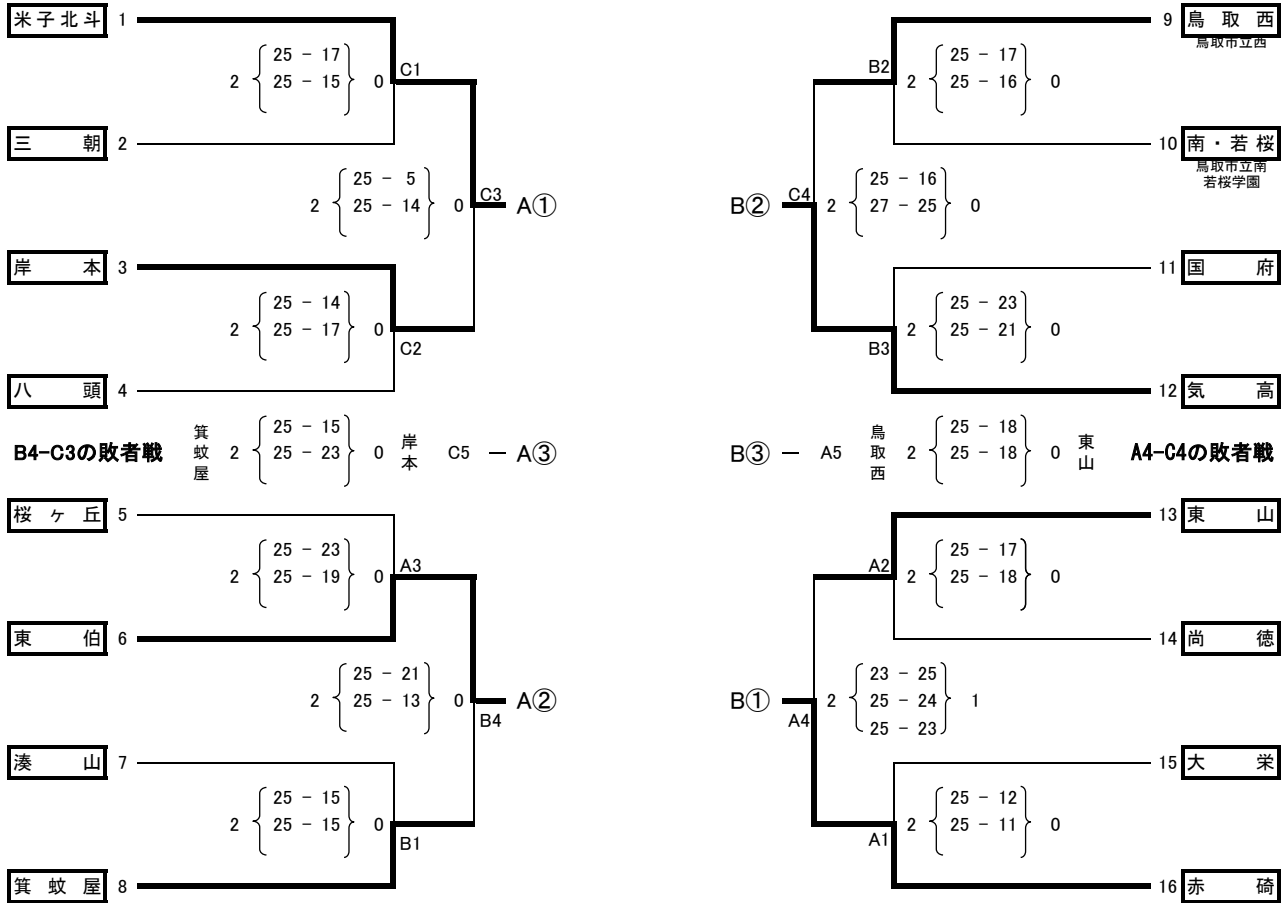 米子北斗 1
25 - 17
2 25 - 15 0
C1
三 朝 2
25 - 5
2 25 - 14 0
C3 A①
岸 本 3
25 - 14
2 25 - 17 0
C2
八 頭 4
B4-C3の敗者戦 箕蚊屋 2 25 - 15 0 岸本 C5 — A③
25 - 23
桜ヶ丘 5
25 - 23
2 25 - 19 0
A3
東 伯 6
25 - 21
2 25 - 13 0
A②
B4
湊 山 7
25 - 15
2 25 - 15 0
B1
箕蚊屋 8
9 鳥取西
鳥取市立西
B2
25 - 17
2 25 - 16 0
10 南・若桜
鳥取市立南
若桜学園
25 - 16
B② C4 2 27 - 25 0
11 国 府
25 - 23
2 25 - 21 0
B3
12 気 高
B③ — A5 鳥取西 2 25 - 18 0 東山 A4-C4の敗者戦
25 - 18
13 東 山
A2
25 - 17
2 25 - 18 0
14 尚 徳
23 - 25
B① 2 25 - 24 1
A4
25 - 23
15 大 栄
25 - 12
2 25 - 11 0
A1
16 赤 碕